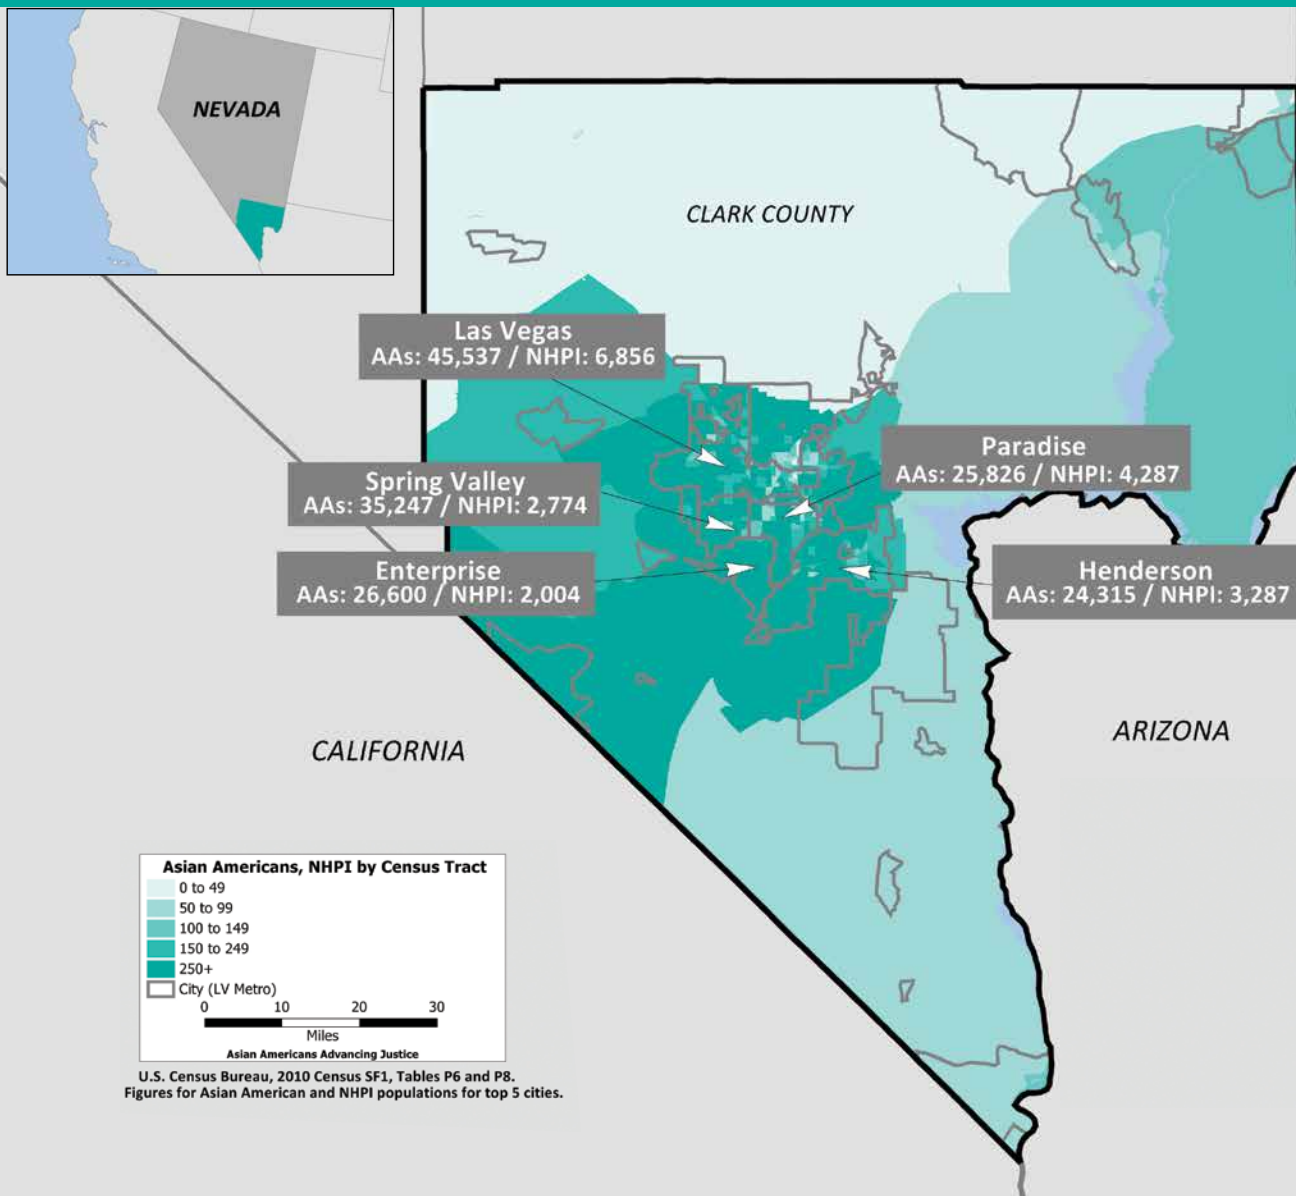 NEVADA
CLARK COUNTY
Las Vegas
AAs: 45,537 / NHPI: 6,856
Paradise
AAs: 25,826 / NHPI: 4,287
Spring Valley
AAs: 35,247 / NHPI: 2,774
Enterprise
AAs: 26,600 / NHPI: 2,004
Henderson
AAs: 24,315 / NHPI: 3,287
CALIFORNIA
ARIZONA
Asian Americans, NHPI by Census Tract
0 to 49
50 to 99
100 to 149
150 to 249
250+
City (LV Metro)
0 10 20 30
Miles
Asian Americans Advancing Justice
U.S. Census Bureau, 2010 Census SF1, Tables P6 and P8.
Figures for Asian American and NHPI populations for top 5 cities.